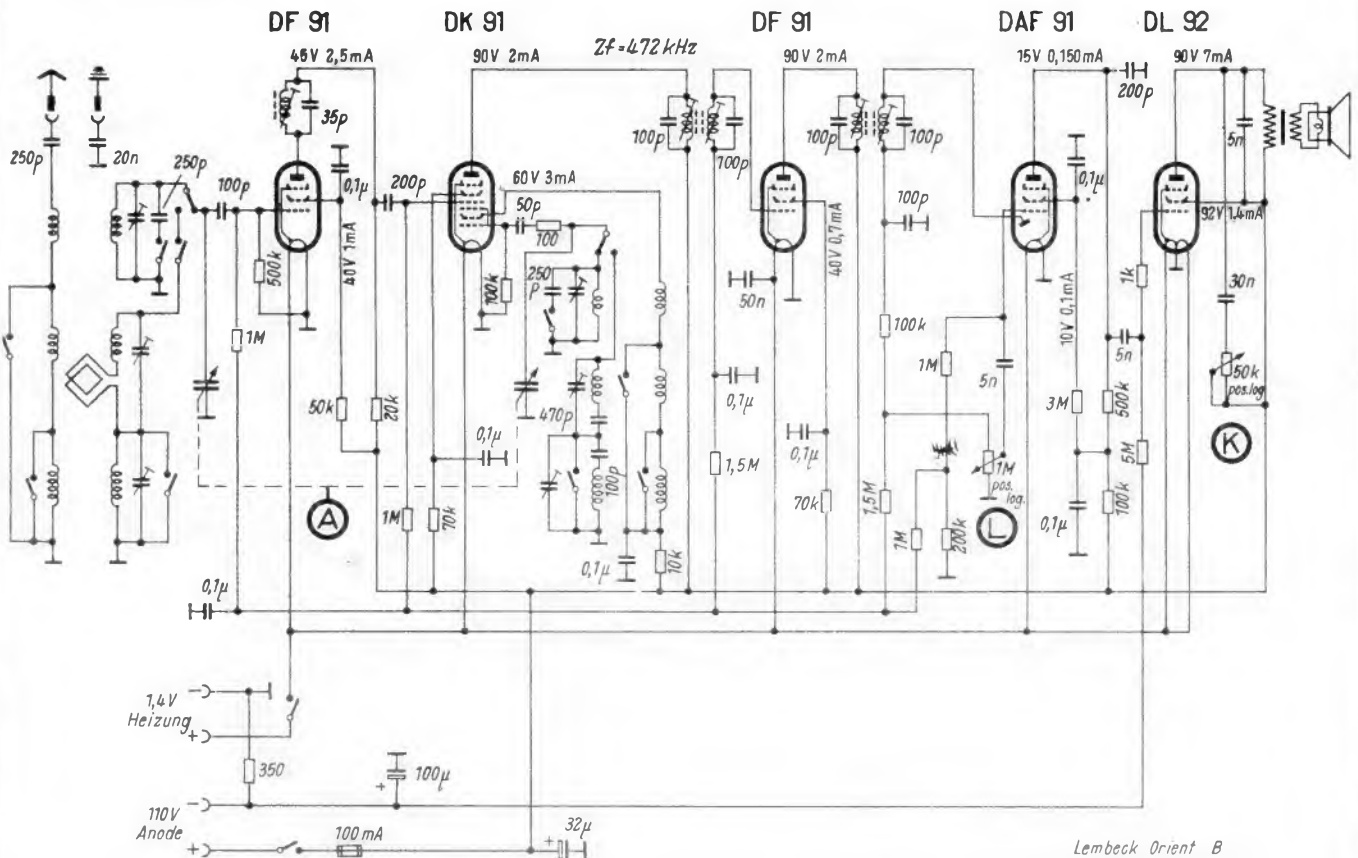 DF 91
DK 91
DF 91
DAF 91
DL 92
45V 2,5mA
90V 2mA
Zf = 472 kHz
90V 2mA
15V 0,150mA
90V 7mA
200p
35p
5n
250p
20n
250p
100p
0,1µ
200p
100p
100p
100p
100p
0,1µ
60V 3mA
50p
100
100p
92V 1,4mA
500k
40V 1mA
100k
250p
50n
40V 0,7mA
1k
30n
1M
100k
1M
5n
10V 0,1mA
5n
50k
pos.log
50k
20k
470p
0,1µ
3M
500k
K
0,1µ
1,5M
0,1µ
1M
pos.
log.
5M
A
1M
70k
100p
70k
1,5M
1M
200k
L
0,1µ
100k
0,1µ
10k
0,1µ
–
1,4V
Heizung
+
350
100µ
+
–
110V
Anode
+
100mA
+
32µ
Lembeck Orient B